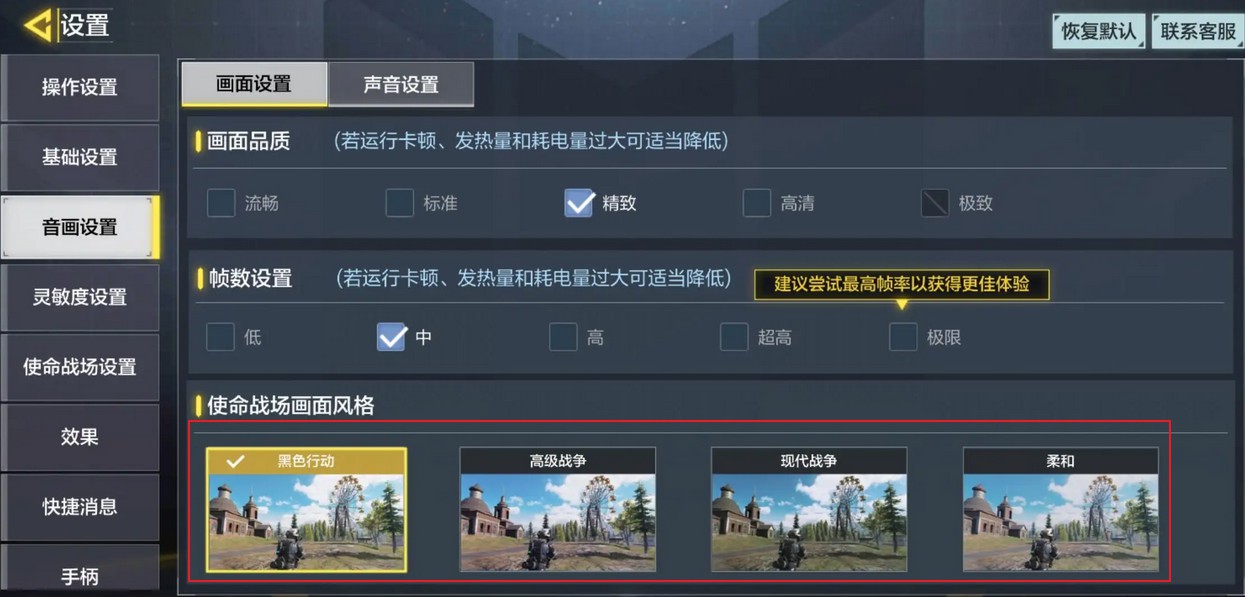 设置
恢复默认
联系客服
操作设置
基础设置
音画设置
灵敏度设置
使命战场设置
效果
快捷消息
手柄
画面设置
声音设置
画面品质
(若运行卡顿、发热量和耗电量过大可适当降低)
流畅
标准
精致
高清
极致
帧数设置
(若运行卡顿、发热量和耗电量过大可适当降低)
建议尝试最高帧率以获得更佳体验
低
中
高
超高
极限
使命战场画面风格
黑色行动
高级战争
现代战争
柔和